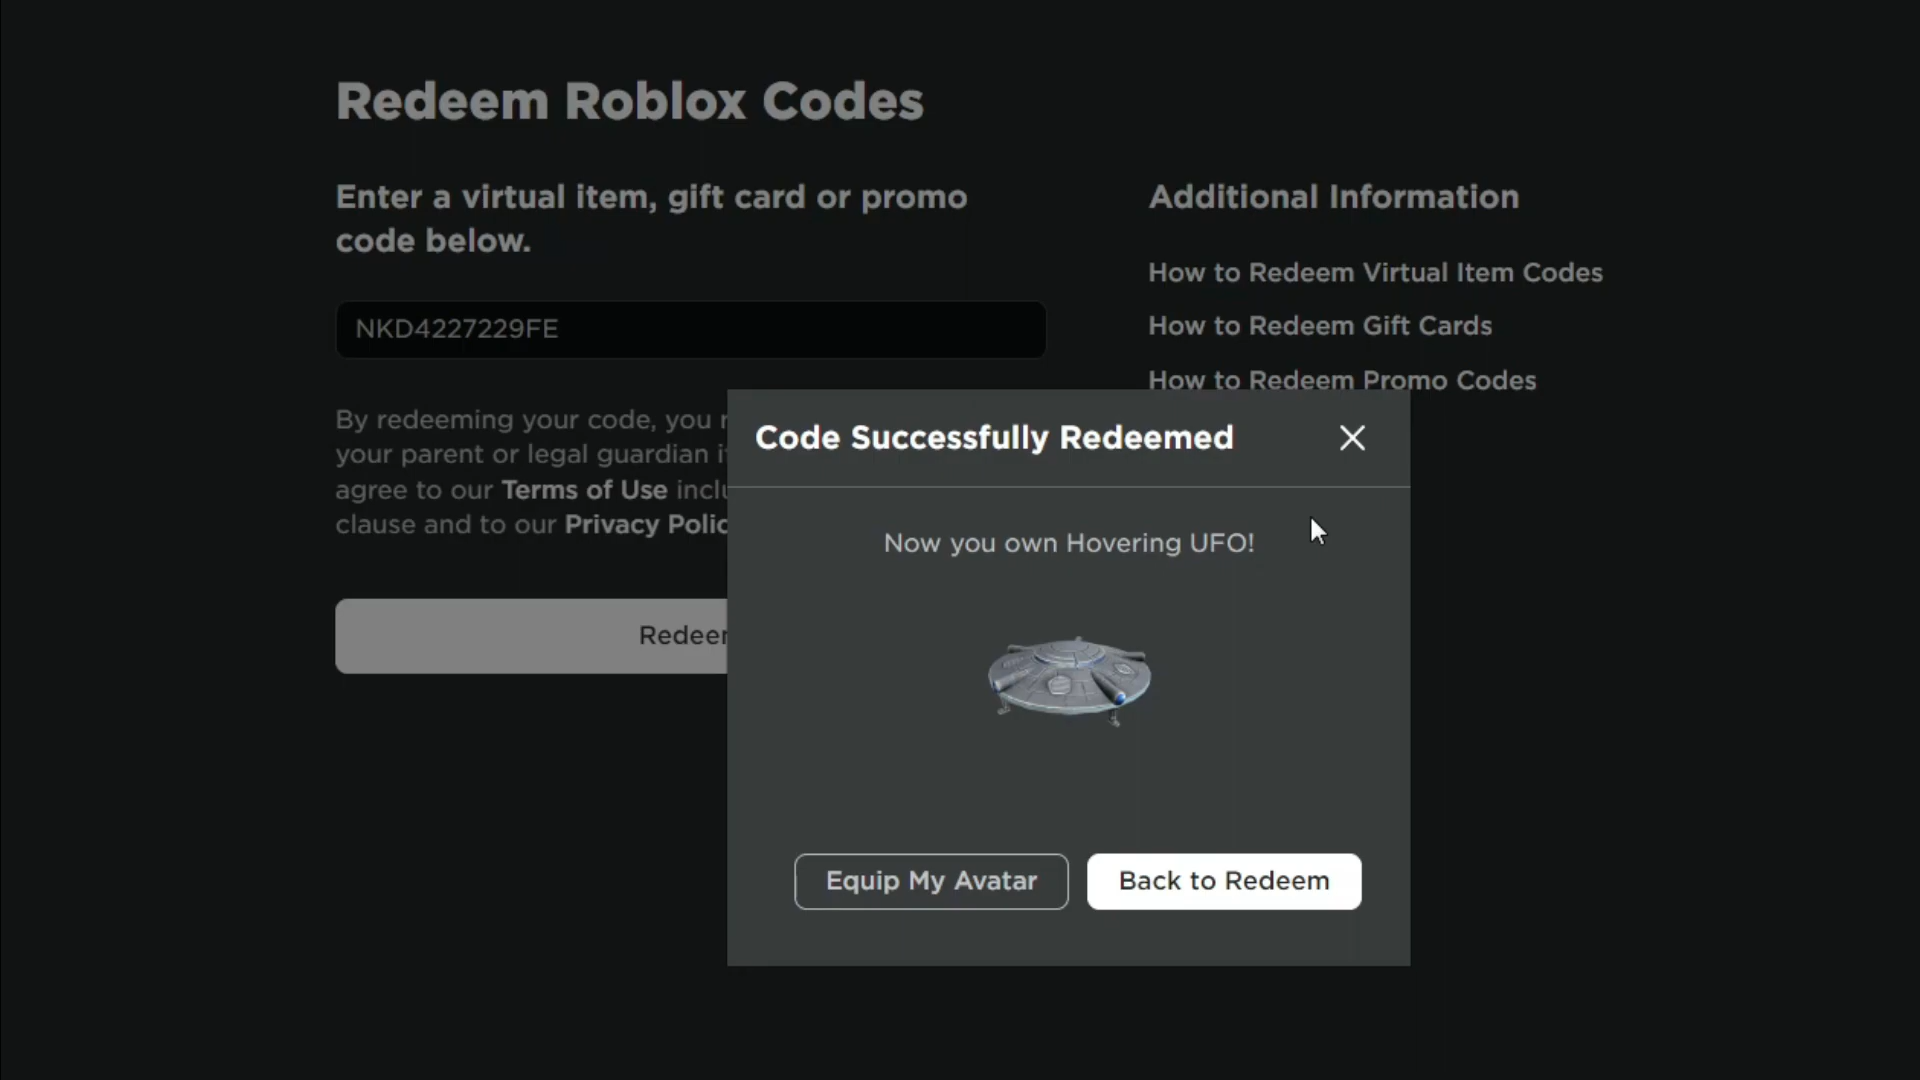 Redeem Roblox Codes
Enter a virtual item, gift card or promo
code below.
NKD4227229FE
By redeeming your code, you
your parent or legal guardian
agree to our Terms of Use
clause and to our Privacy
Additional Information
How to Redeem Virtual Item Codes
How to Redeem Gift Cards
How to Redeem Promo Codes
Code Successfully Redeemed
Now you own Hovering UFO!
Equip My Avatar
Back to Redeem